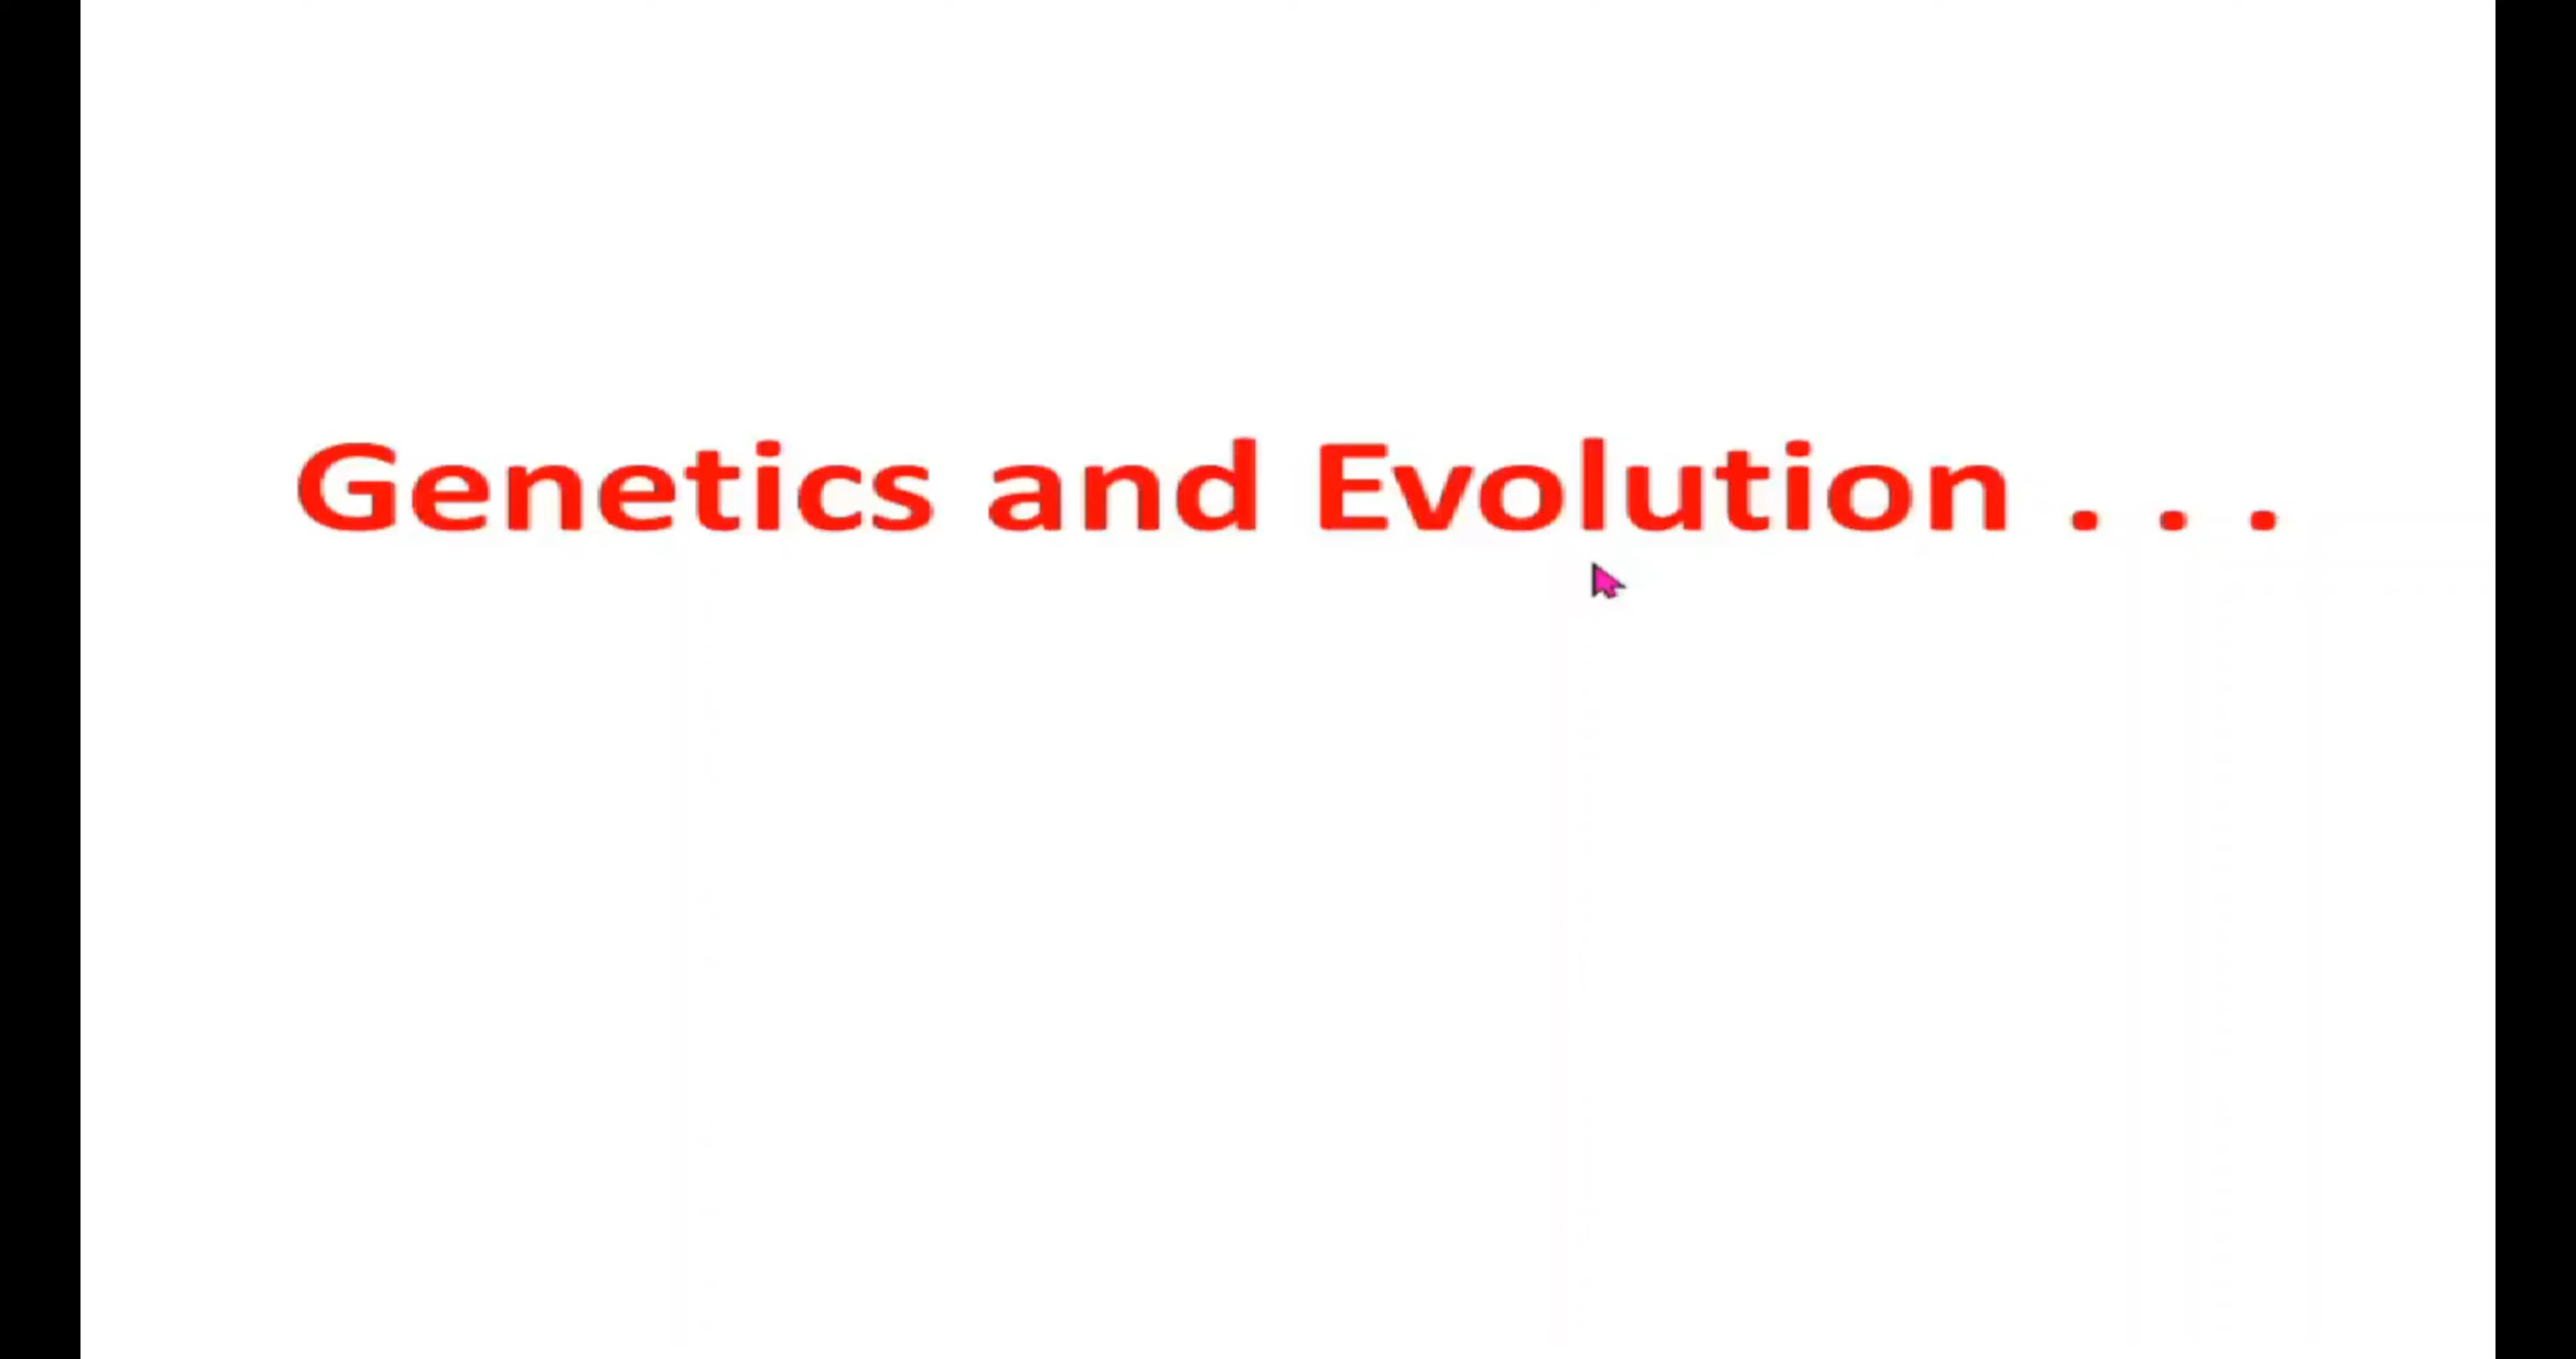 Genetics and Evolution . . .